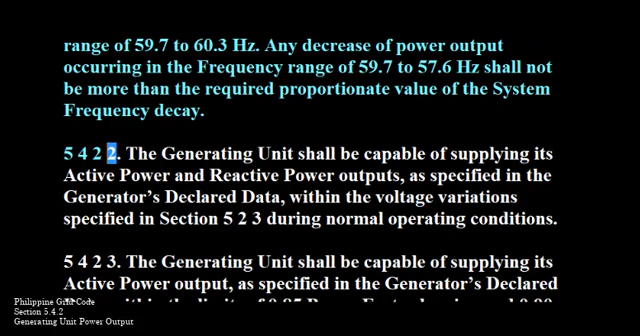 range of 59.7 to 60.3 Hz. Any decrease of power output
occurring in the Frequency range of 59.7 to 57.6 Hz shall not
be more than the required proportionate value of the System
Frequency decay.
5 4 2 2. The Generating Unit shall be capable of supplying its
Active Power and Reactive Power outputs, as specified in the
Generator’s Declared Data, within the voltage variations
specified in Section 5 2 3 during normal operating conditions.
5 4 2 3. The Generating Unit shall be capable of supplying its
Active Power output, as specified in the Generator’s Declared
Philippine Grid Code
Section 5.4.2
Generating Unit Power Output